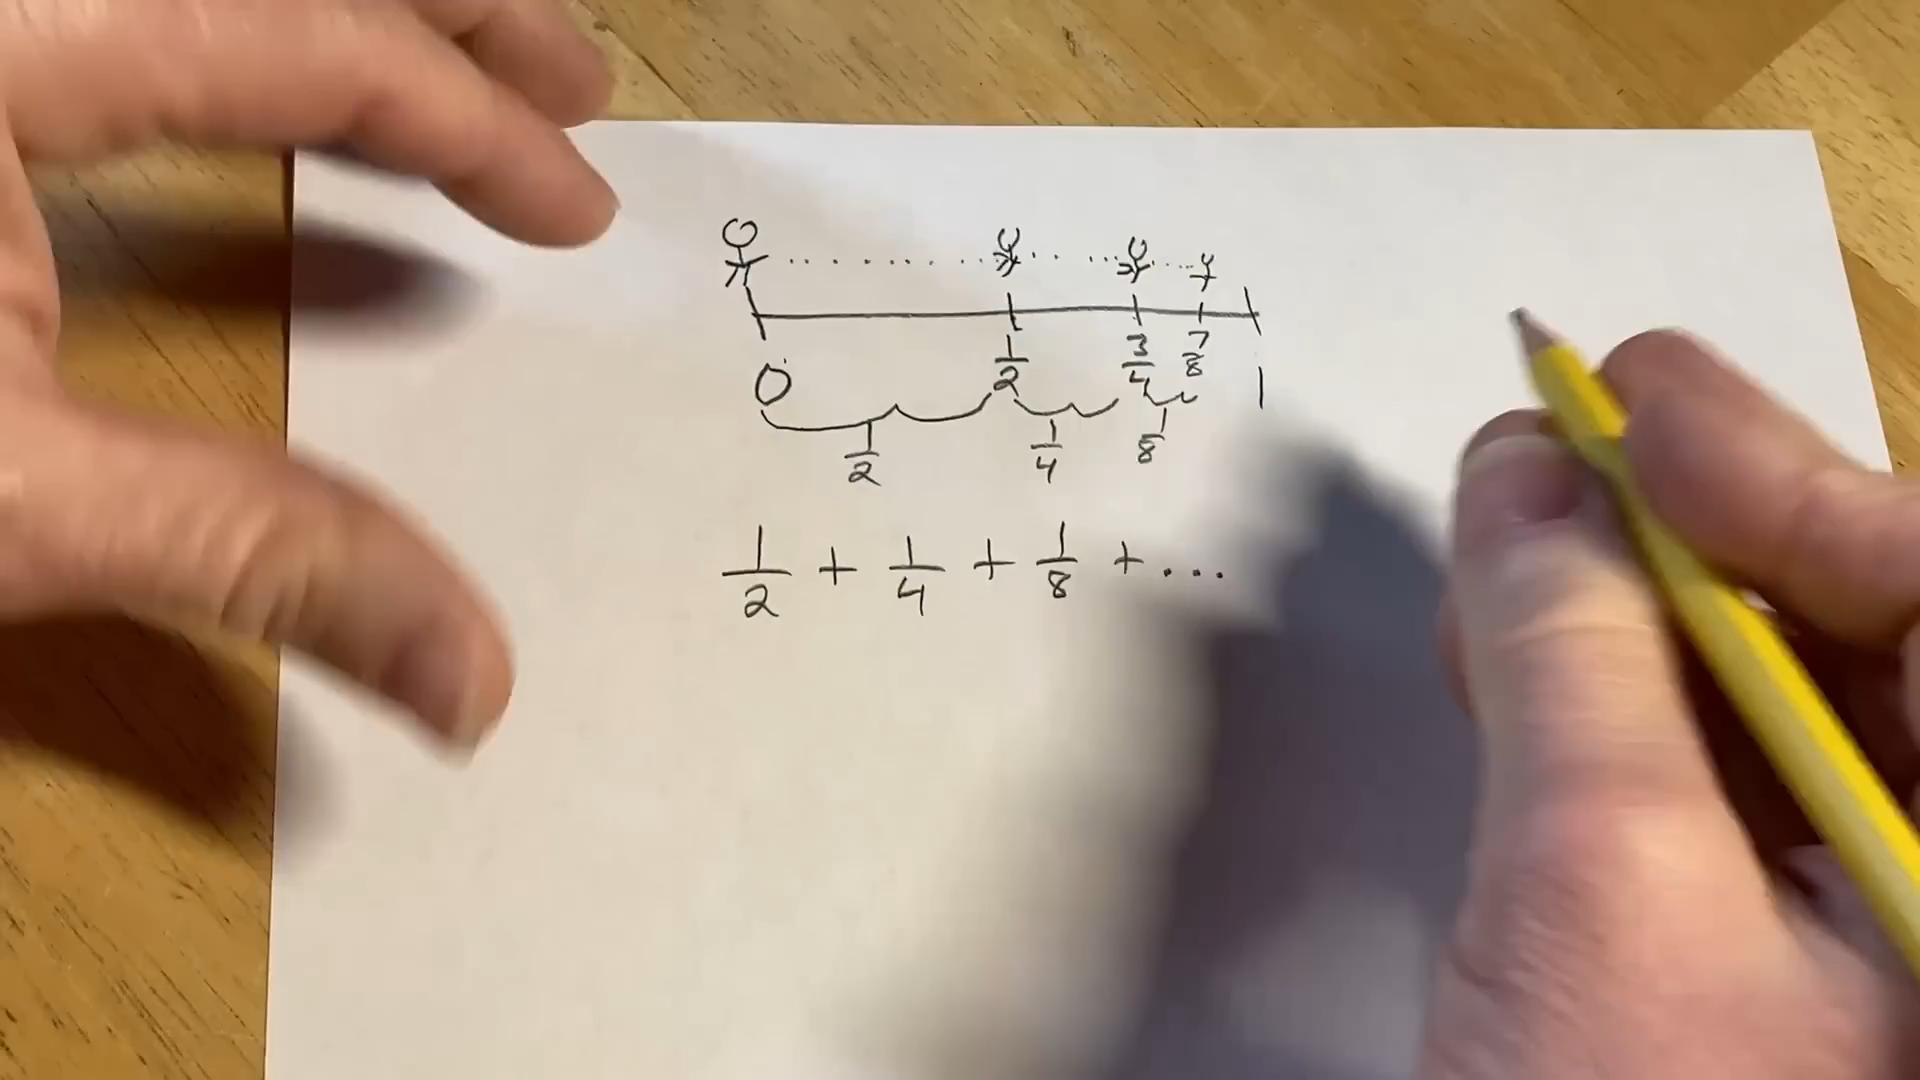 0 1/2 3/4 7/8 1
1/2 1/4 1/8
1/2 + 1/4 + 1/8 + ...